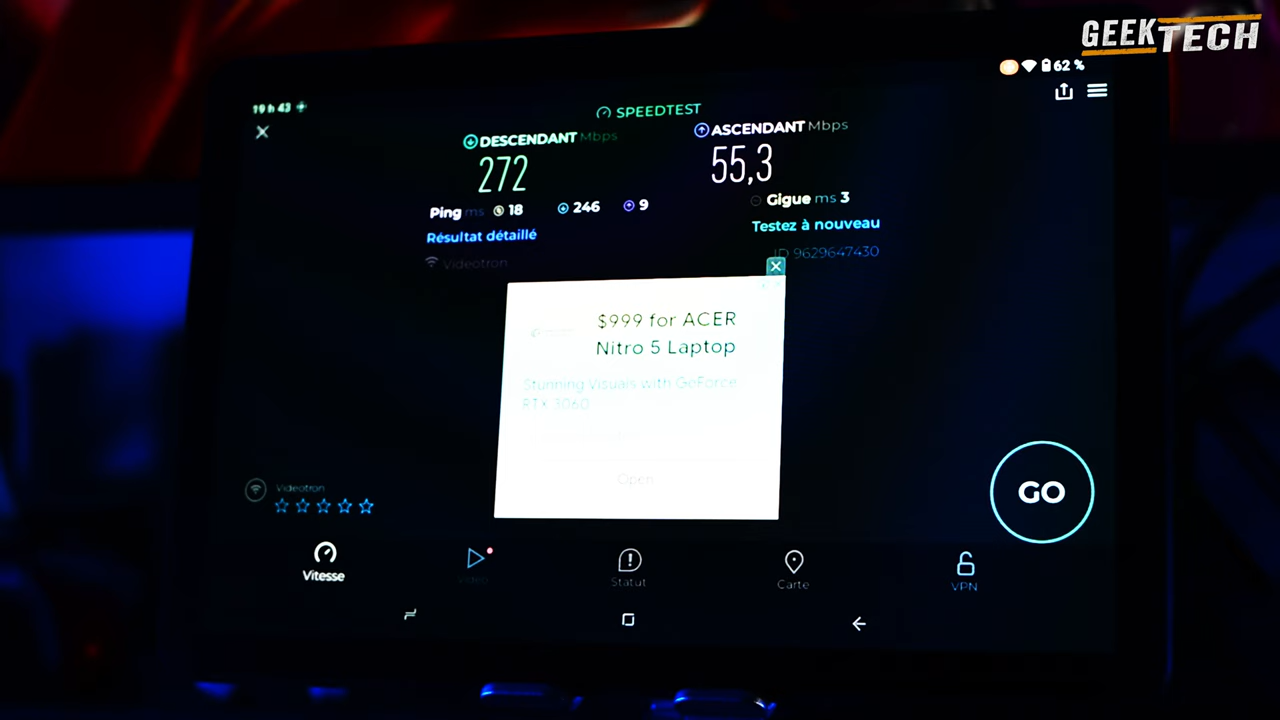 GEEKTECH
19 h 43
62 %
SPEEDTEST
DESCENDANT Mbps
ASCENDANT Mbps
272
55,3
Ping ms 18 246 9
Gigue ms 3
Résultat détaillé
Testez à nouveau
Videotron
ID 9629647430
$999 for ACER
Nitro 5 Laptop
Stunning Visuals with GeForce
RTX 3060
Open
Videotron
GO
Vitesse
Vidéo
Statut
Carte
VPN